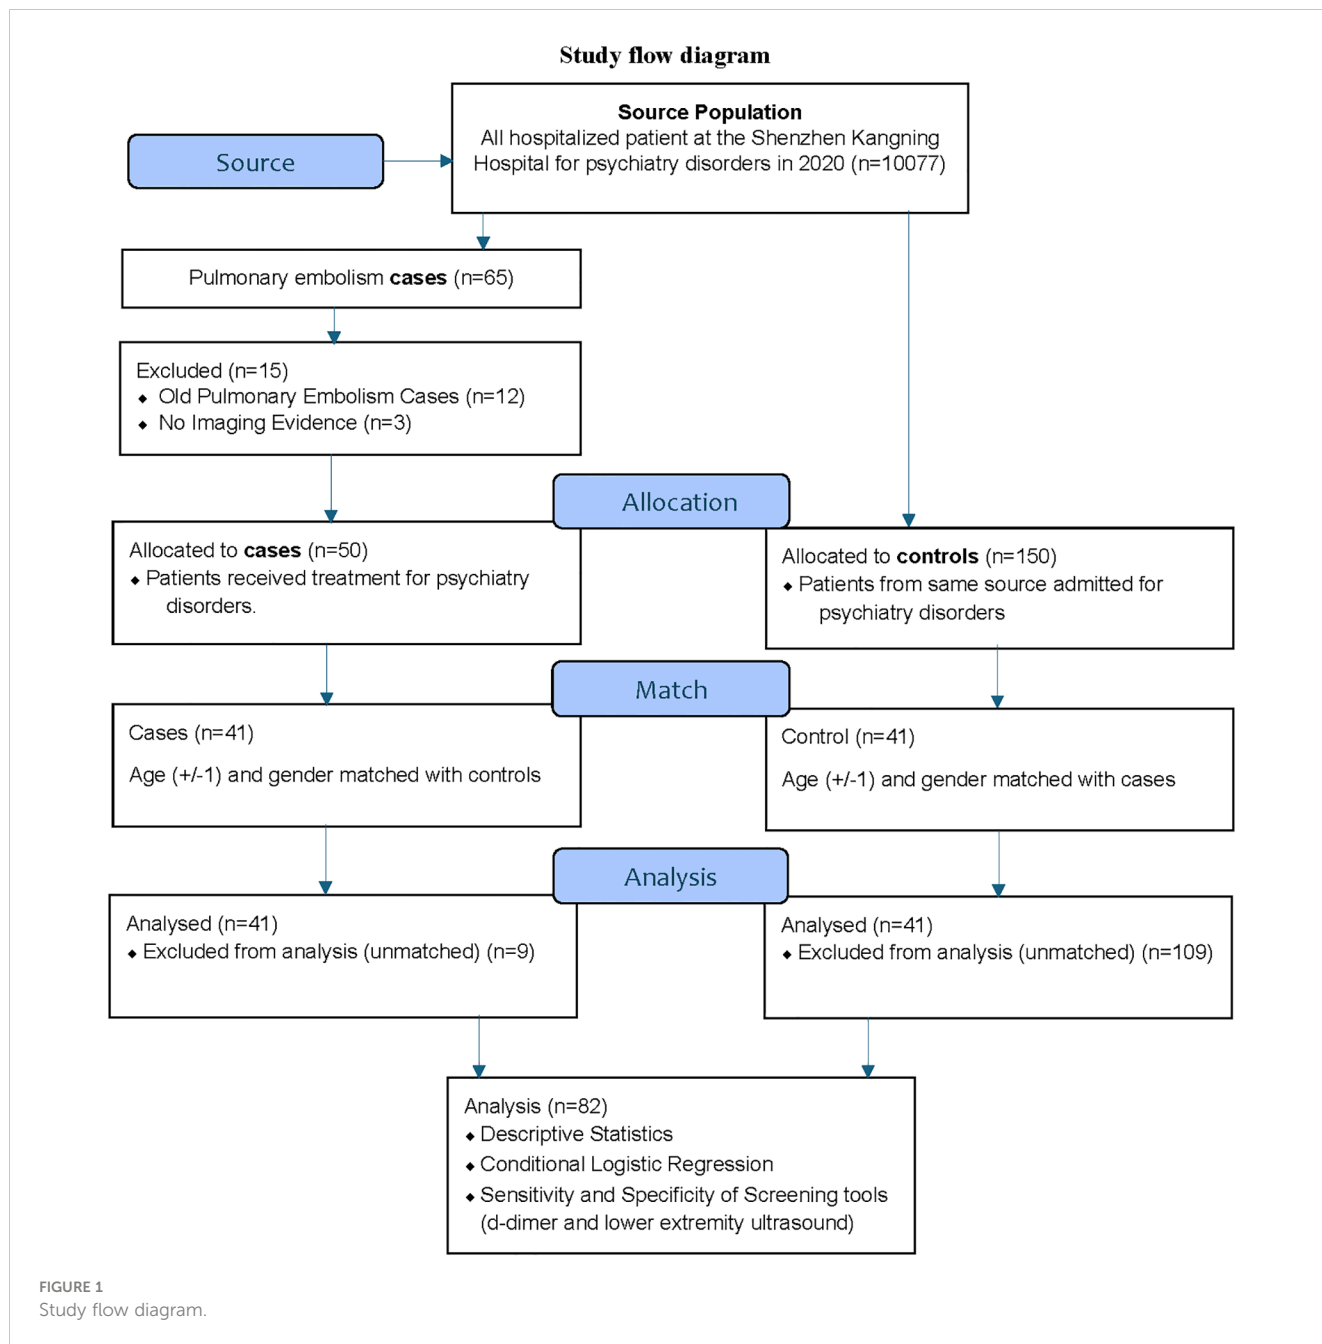 Study flow diagram
Source
Source Population
All hospitalized patient at the Shenzhen Kangning
Hospital for psychiatry disorders in 2020 (n=10077)
Pulmonary embolism cases (n=65)
Excluded (n=15)
◆ Old Pulmonary Embolism Cases (n=12)
◆ No Imaging Evidence (n=3)
Allocation
Allocated to cases (n=50)
◆ Patients received treatment for psychiatry
disorders.
Allocated to controls (n=150)
◆ Patients from same source admitted for
psychiatry disorders
Match
Cases (n=41)
Age (+/-1) and gender matched with controls
Control (n=41)
Age (+/-1) and gender matched with cases
Analysis
Analysed (n=41)
◆ Excluded from analysis (unmatched) (n=9)
Analysed (n=41)
◆ Excluded from analysis (unmatched) (n=109)
Analysis (n=82)
◆ Descriptive Statistics
◆ Conditional Logistic Regression
◆ Sensitivity and Specificity of Screening tools
(d-dimer and lower extremity ultrasound)
FIGURE 1
Study flow diagram.